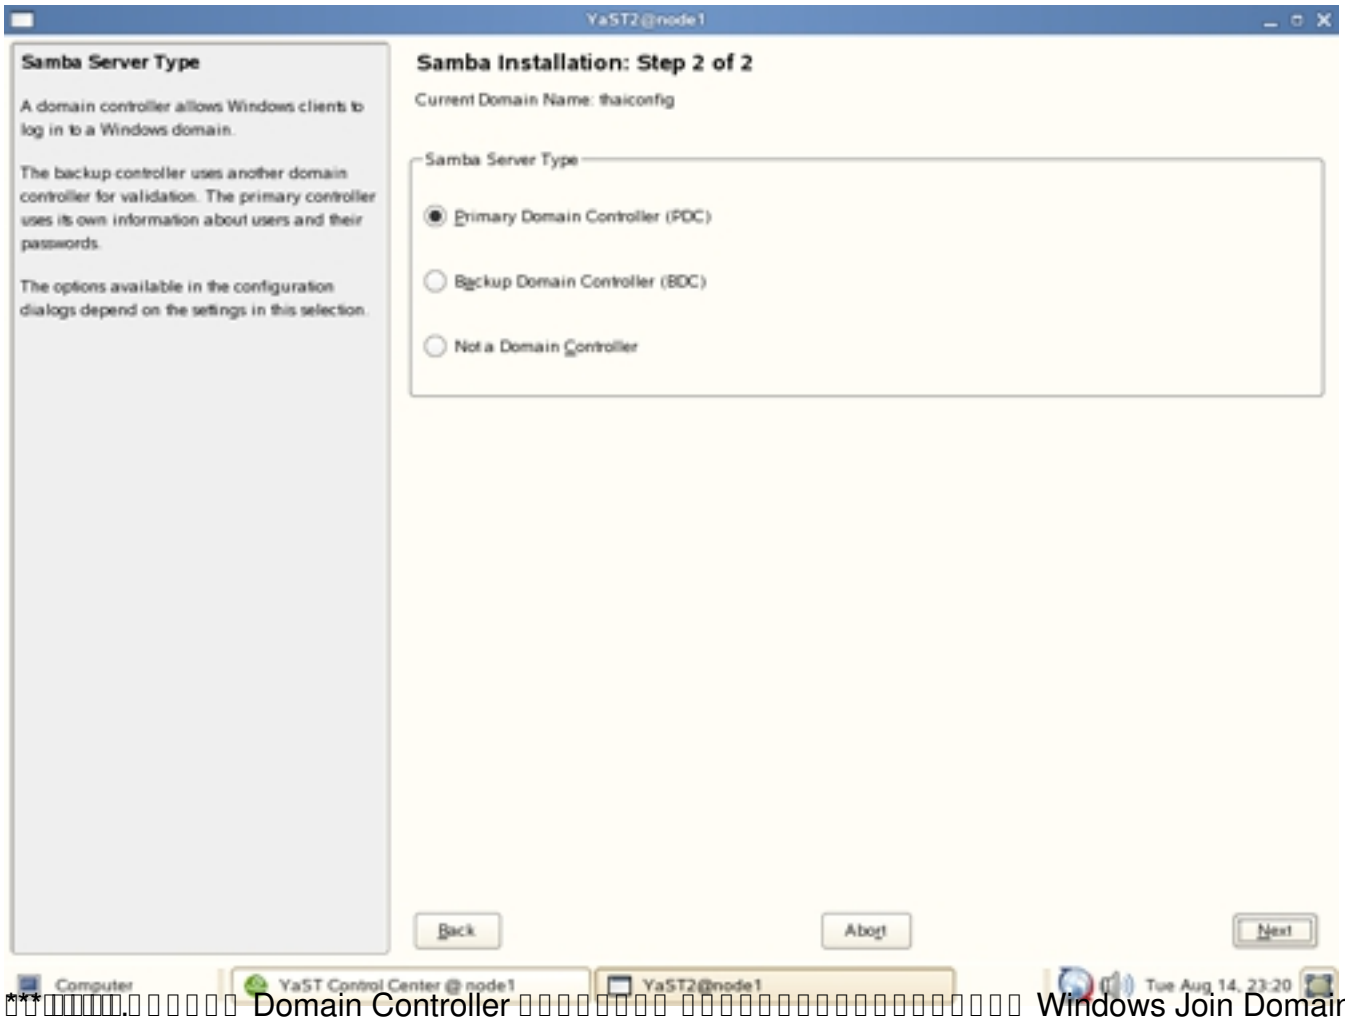 YaST2@node1
Samba Server Type
A domain controller allows Windows clients to
log in to a Windows domain.
The backup controller uses another domain
controller for validation. The primary controller
uses its own information about users and their
passwords.
The options available in the configuration
dialogs depend on the settings in this selection.
Samba Installation: Step 2 of 2
Current Domain Name: thaiconfig
Samba Server Type
Primary Domain Controller (PDC)
Backup Domain Controller (BDC)
Not a Domain Controller
Back
Abort
Next
Computer
YaST Control Center @ node1
YaST2@node1
Tue Aug 14, 23:20
*** Domain Controller Windows Join Domain